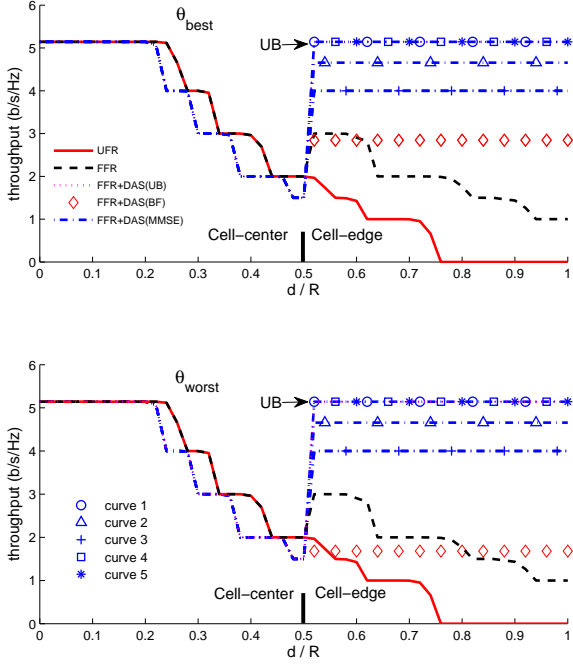 θbest
UB
UFR
FFR
FFR+DAS(UB)
FFR+DAS(BF)
FFR+DAS(MMSE)
Cell−center
Cell−edge
throughput (b/s/Hz)
6
5
4
3
2
1
0
0 0.1 0.2 0.3 0.4 0.5 0.6 0.7 0.8 0.9 1
d / R
θworst
UB
curve 1
curve 2
curve 3
curve 4
curve 5
Cell−center
Cell−edge
throughput (b/s/Hz)
6
5
4
3
2
1
0
0 0.1 0.2 0.3 0.4 0.5 0.6 0.7 0.8 0.9 1
d / R